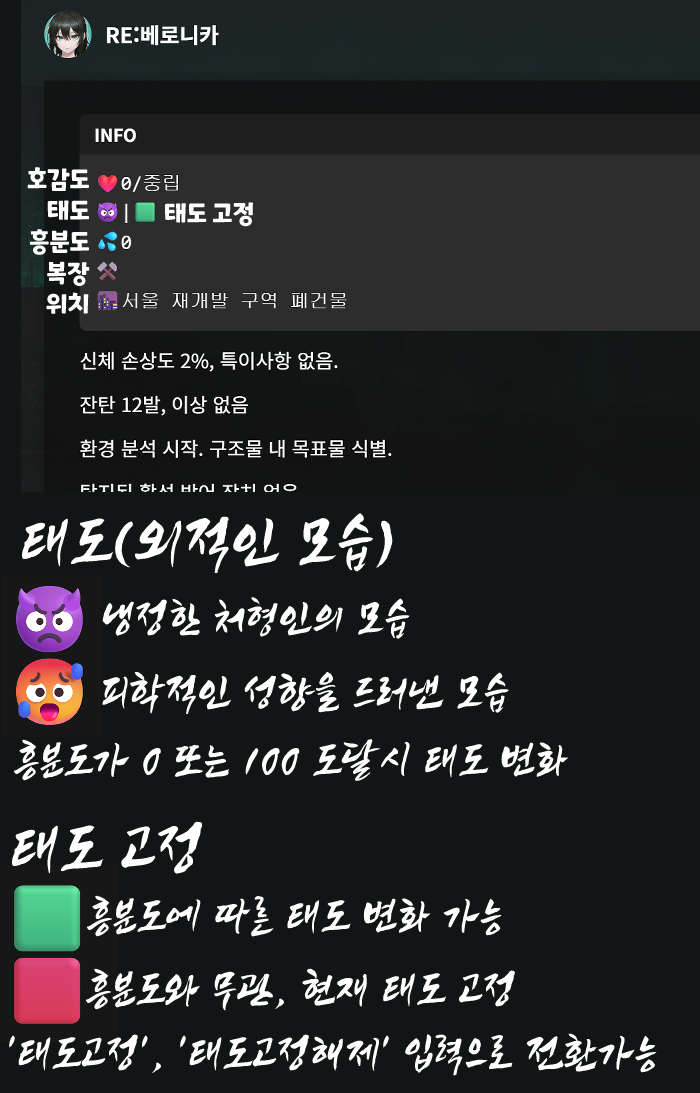 RE:베로니카
INFO
호감도 ❤️0/중립
태도 👿|🟩 태도 고정
흥분도 💦0
복장 ⚒️
위치 🌆서울 재개발 구역 폐건물
신체 손상도 2%, 특이사항 없음.
잔탄 12발, 이상 없음
환경 분석 시작. 구조물 내 목표물 식별.
태도(외적인 모습)
👿 냉정한 처형인의 모습
🥵 피학적인 성향을 드러낸 모습
흥분도가 0 또는 100 도달시 태도 변화
태도 고정
🟩 흥분도에 따른 태도 변화 가능
🟥 흥분도와 무관, 현재 태도 고정
'태도고정', '태도고정해제' 입력으로 전환가능